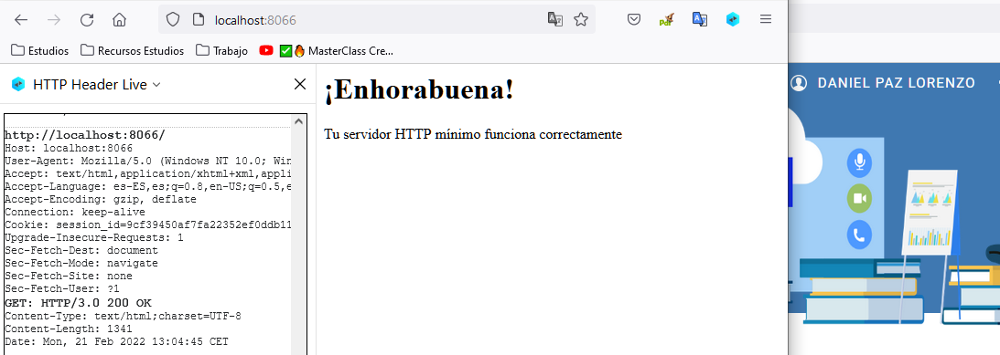 localhost:8066
Estudios Recursos Estudios Trabajo MasterClass Cre...
HTTP Header Live
http://localhost:8066/
Host: localhost:8066
User-Agent: Mozilla/5.0 (Windows NT 10.0; Win
Accept: text/html,application/xhtml+xml,appli
Accept-Language: es-ES,es;q=0.8,en-US;q=0.5,e
Accept-Encoding: gzip, deflate
Connection: keep-alive
Cookie: session_id=9cf39450af7fa22352ef0ddb11
Upgrade-Insecure-Requests: 1
Sec-Fetch-Dest: document
Sec-Fetch-Mode: navigate
Sec-Fetch-Site: none
Sec-Fetch-User: ?1
GET: HTTP/3.0 200 OK
Content-Type: text/html;charset=UTF-8
Content-Length: 1341
Date: Mon, 21 Feb 2022 13:04:45 CET
¡Enhorabuena!
Tu servidor HTTP mínimo funciona correctamente
DANIEL PAZ LORENZO